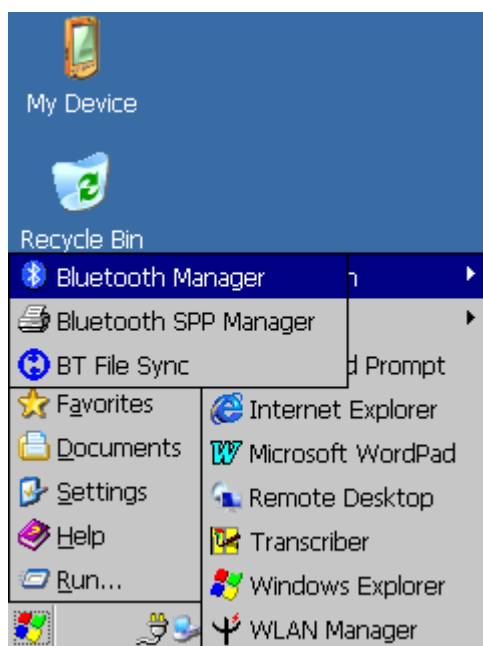 My Device
Recycle Bin
Bluetooth Manager
Bluetooth SPP Manager
BT File Sync
Prompt
Favorites
Internet Explorer
Documents
Microsoft WordPad
Settings
Remote Desktop
Help
Transcriber
Run...
Windows Explorer
WLAN Manager